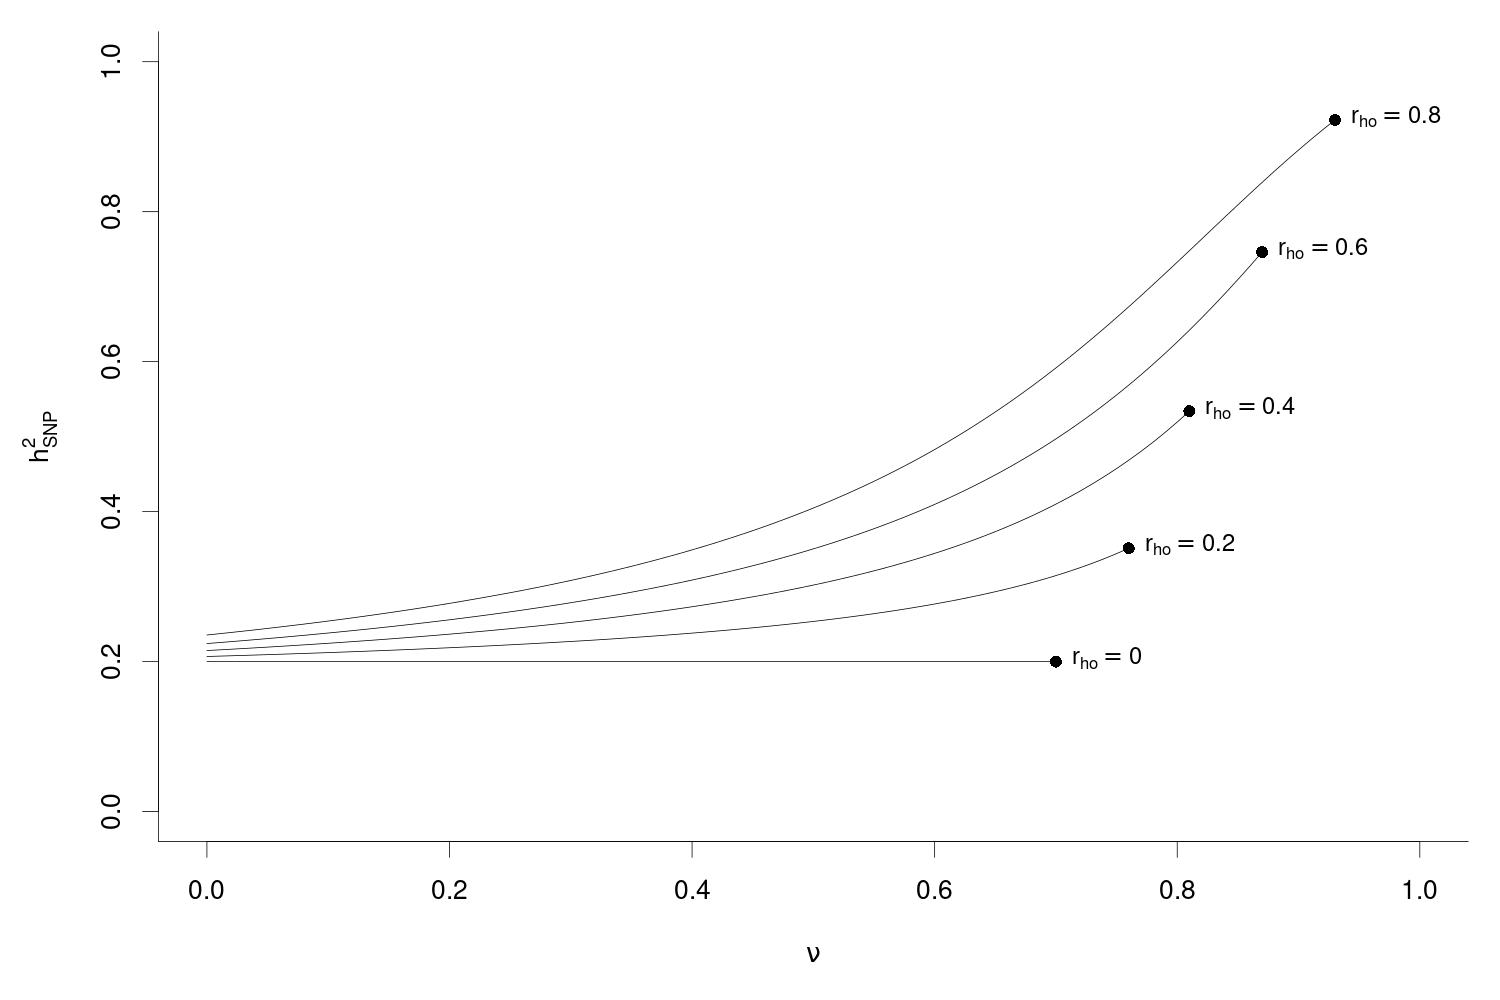 1.0
0.8
0.6
0.4
0.2
0.0
h²SNP
r_ho = 0.8
r_ho = 0.6
r_ho = 0.4
r_ho = 0.2
r_ho = 0
0.0 0.2 0.4 0.6 0.8 1.0
ν